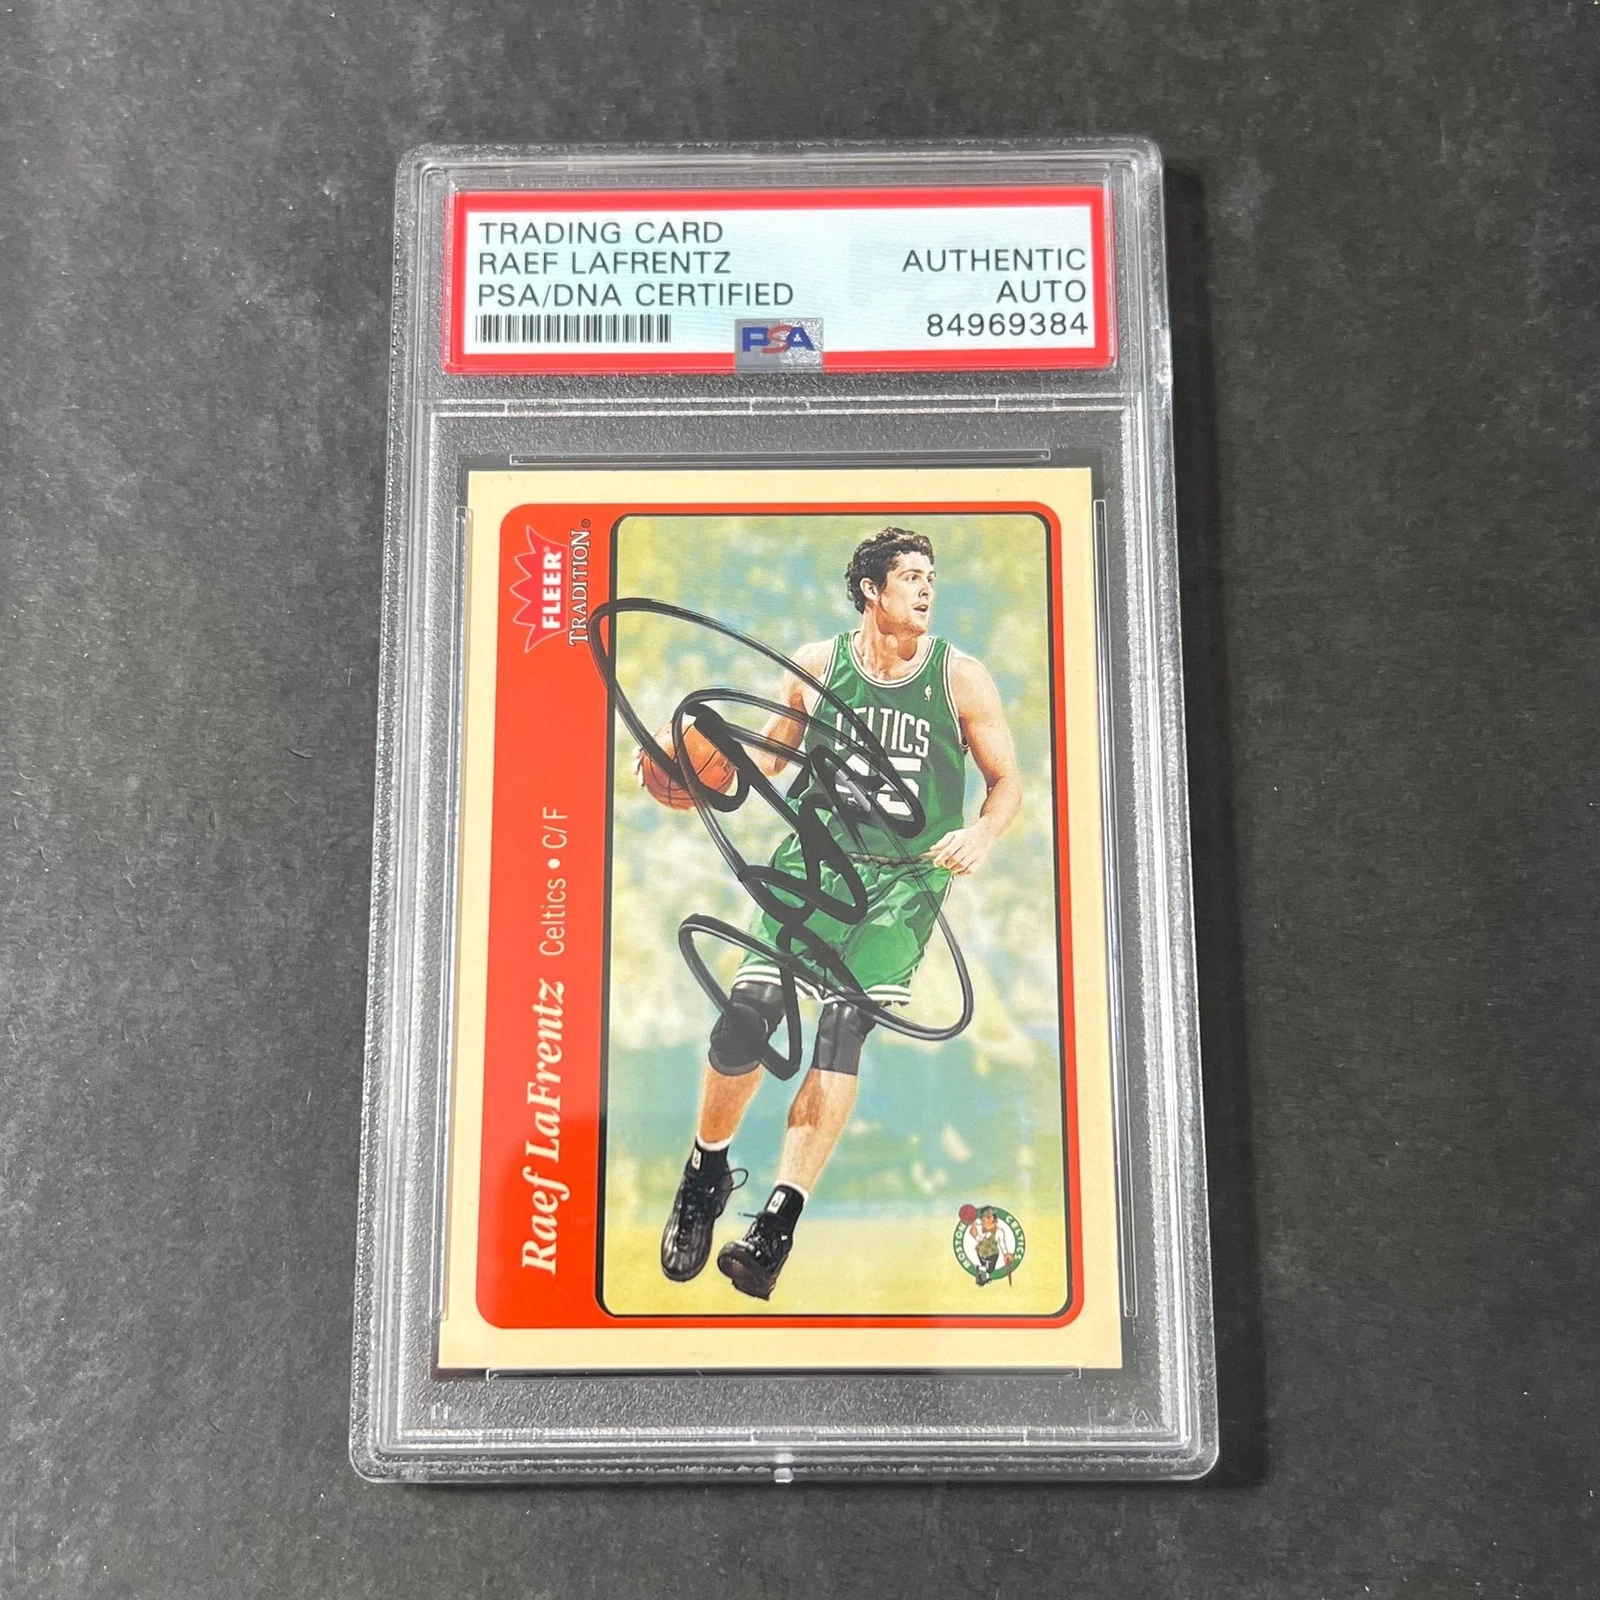 TRADING CARD
RAEF LAFRENTZ
PSA/DNA CERTIFIED
AUTHENTIC
AUTO
84969384
PSA
FLEER®
TRADITION®
Raef LaFrentz Celtics • C/F
CELTICS
BOSTON CELTICS